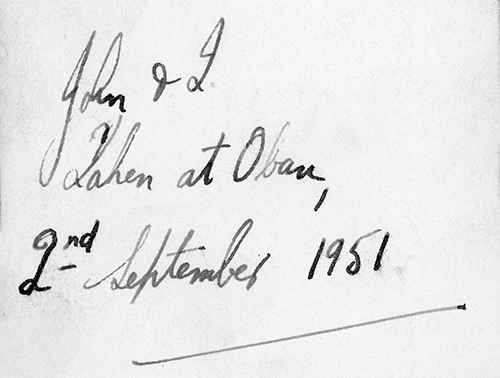 John & I.
Taken at Oban,
2nd September 1951